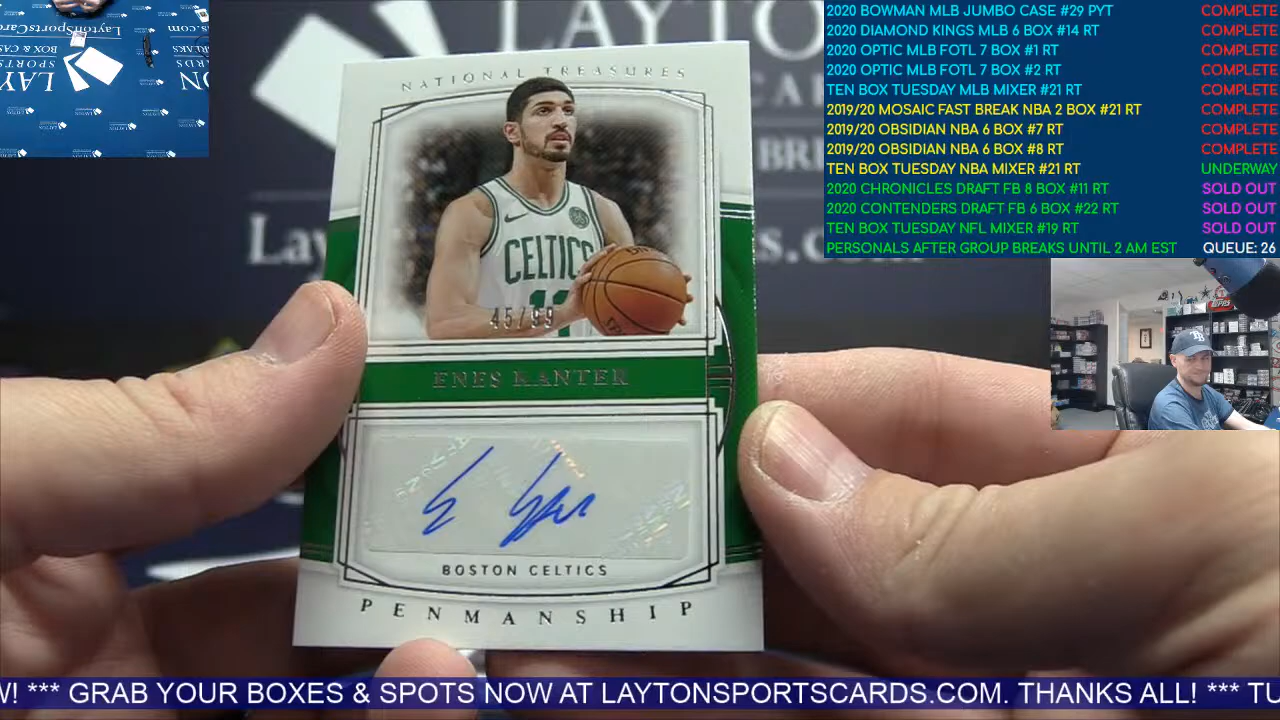 2020 BOWMAN MLB JUMBO CASE #29 PYT COMPLETE
2020 DIAMOND KINGS MLB 6 BOX #14 RT COMPLETE
2020 OPTIC MLB FOTL 7 BOX #1 RT COMPLETE
2020 OPTIC MLB FOTL 7 BOX #2 RT COMPLETE
TEN BOX TUESDAY MLB MIXER #21 RT COMPLETE
2019/20 MOSAIC FAST BREAK NBA 2 BOX #21 RT COMPLETE
2019/20 OBSIDIAN NBA 6 BOX #7 RT COMPLETE
2019/20 OBSIDIAN NBA 6 BOX #8 RT COMPLETE
TEN BOX TUESDAY NBA MIXER #21 RT UNDERWAY
2020 CHRONICLES DRAFT FB 8 BOX #11 RT SOLD OUT
2020 CONTENDERS DRAFT FB 6 BOX #22 RT SOLD OUT
TEN BOX TUESDAY NFL MIXER #19 RT SOLD OUT
PERSONALS AFTER GROUP BREAKS UNTIL 2 AM EST QUEUE: 26
NATIONAL TREASURES
CELTICS
11
45/99
ENES KANTER
BOSTON CELTICS
PENMANSHIP
W! *** GRAB YOUR BOXES & SPOTS NOW AT LAYTONSPORTSCARDS.COM. THANKS ALL! *** TU